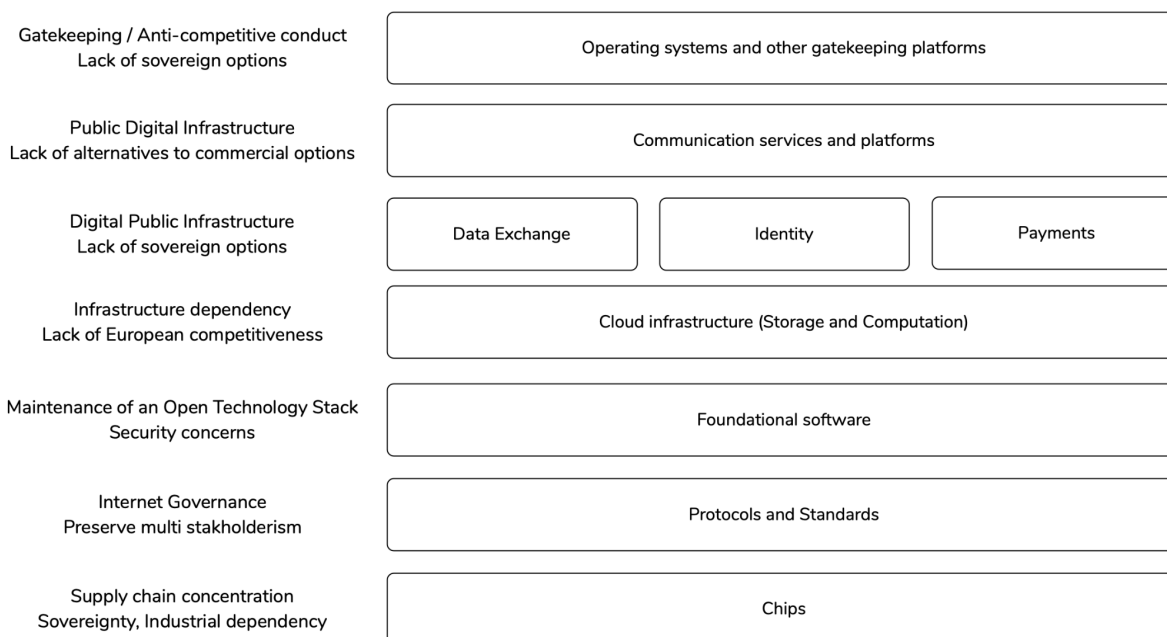 Gatekeeping / Anti-competitive conduct
Lack of sovereign options
Operating systems and other gatekeeping platforms
Public Digital Infrastructure
Lack of alternatives to commercial options
Communication services and platforms
Digital Public Infrastructure
Lack of sovereign options
Data Exchange
Identity
Payments
Infrastructure dependency
Lack of European competitiveness
Cloud infrastructure (Storage and Computation)
Maintenance of an Open Technology Stack
Security concerns
Foundational software
Internet Governance
Preserve multi stakholderism
Protocols and Standards
Supply chain concentration
Sovereignty, Industrial dependency
Chips